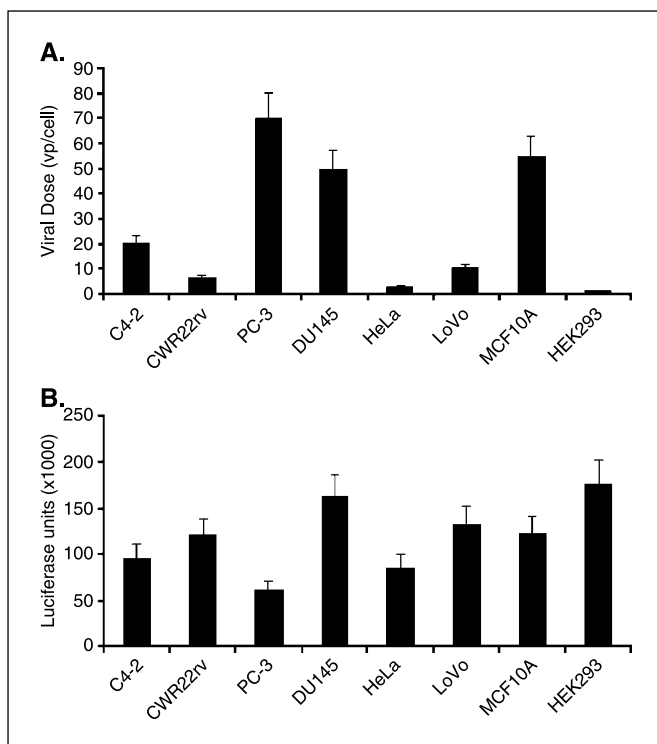 A.
Viral Dose (vp/cell)
90
80
70
60
50
40
30
20
10
0
C4-2
CWR22rv
PC-3
DU145
HeLa
LoVo
MCF10A
HEK293
B.
Luciferase units (x1000)
250
200
150
100
50
0
C4-2
CWR22rv
PC-3
DU145
HeLa
LoVo
MCF10A
HEK293